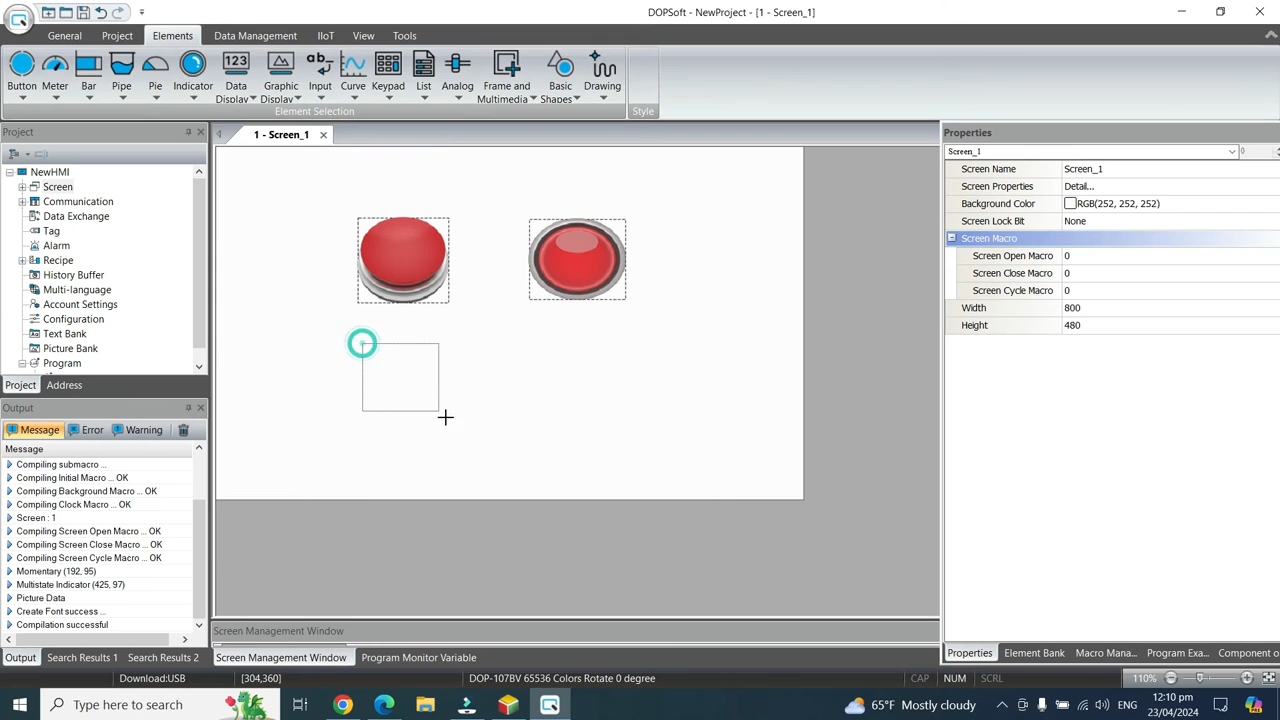 DOPSoft - NewProject - [1 - Screen_1]
General Project Elements Data Management IIoT View Tools
Button Meter Bar Pipe Pie Indicator Data Display Graphic Display Input Curve Keypad List Analog Frame and Multimedia Basic Shapes Drawing
Element Selection Style
Project
1 - Screen_1
NewHMI
Screen
Communication
Data Exchange
Tag
Alarm
Recipe
History Buffer
Multi-language
Account Settings
Configuration
Text Bank
Picture Bank
Program
Project Address
Output
Message Error Warning
Message
Compiling submacro ...
Compiling Initial Macro ... OK
Compiling Background Macro ... OK
Compiling Clock Macro ... OK
Screen : 1
Compiling Screen Open Macro ... OK
Compiling Screen Close Macro ... OK
Compiling Screen Cycle Macro ... OK
Momentary (192, 95)
Multistate Indicator (425, 97)
Picture Data
Create Font success ...
Compilation successful
Output Search Results 1 Search Results 2
Screen Management Window
Screen Management Window Program Monitor Variable
Properties
Screen_1 0
Screen Name Screen_1
Screen Properties Detail...
Background Color RGB(252, 252, 252)
Screen Lock Bit None
Screen Macro
Screen Open Macro 0
Screen Close Macro 0
Screen Cycle Macro 0
Width 800
Height 480
Properties Element Bank Macro Mana... Program Exa... Component o
Download:USB [304,360] DOP-107BV 65536 Colors Rotate 0 degree CAP NUM SCRL 110%
Type here to search
65°F Mostly cloudy
ENG
12:10 pm
23/04/2024